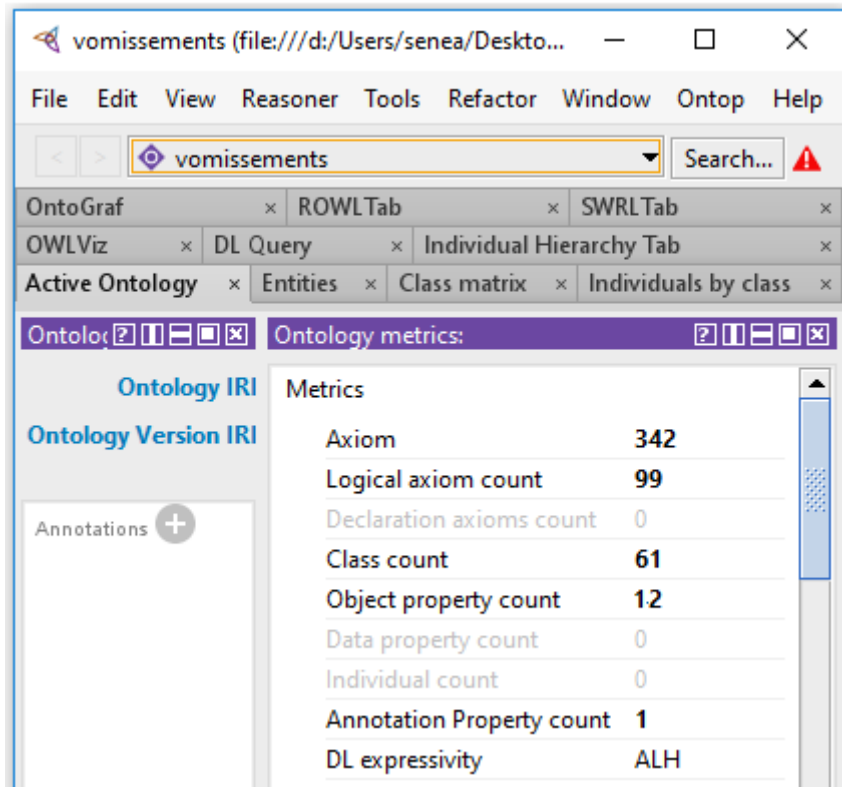 vomissements (file:///d:/Users/senea/Deskto...
File Edit View Reasoner Tools Refactor Window Ontop Help
< > vomissements Search...
OntoGraf × ROWLTab × SWRLTab ×
OWLViz × DL Query × Individual Hierarchy Tab ×
Active Ontology × Entities × Class matrix × Individuals by class ×
Ontolo Ontology metrics:
Ontology IRI
Ontology Version IRI
Annotations
Metrics
Axiom 342
Logical axiom count 99
Declaration axioms count 0
Class count 61
Object property count 12
Data property count 0
Individual count 0
Annotation Property count 1
DL expressivity ALH